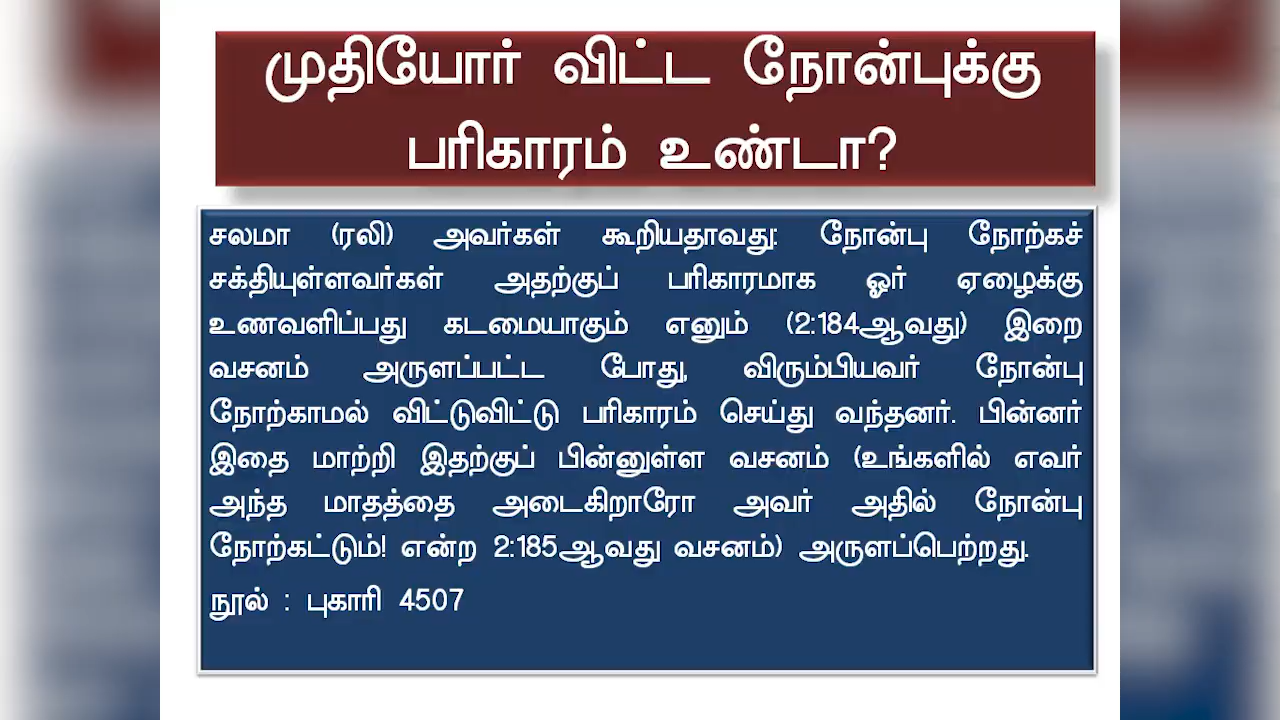 முதியோர் விட்ட நோன்புக்கு
பரிகாரம் உண்டா?
சலமா (ரலி) அவர்கள் கூறியதாவது: நோன்பு நோற்கச்
சக்தியுள்ளவர்கள் அதற்குப் பரிகாரமாக ஓர் ஏழைக்கு
உணவளிப்பது கடமையாகும் எனும் (2:184ஆவது) இறை
வசனம் அருளப்பட்ட போது, விரும்பியவர் நோன்பு
நோற்காமல் விட்டுவிட்டு பரிகாரம் செய்து வந்தனர். பின்னர்
இதை மாற்றி இதற்குப் பின்னுள்ள வசனம் (உங்களில் எவர்
அந்த மாதத்தை அடைகிறாரோ அவர் அதில் நோன்பு
நோற்கட்டும்! என்ற 2:185ஆவது வசனம்) அருளப்பெற்றது.
நூல் : புகாரி 4507